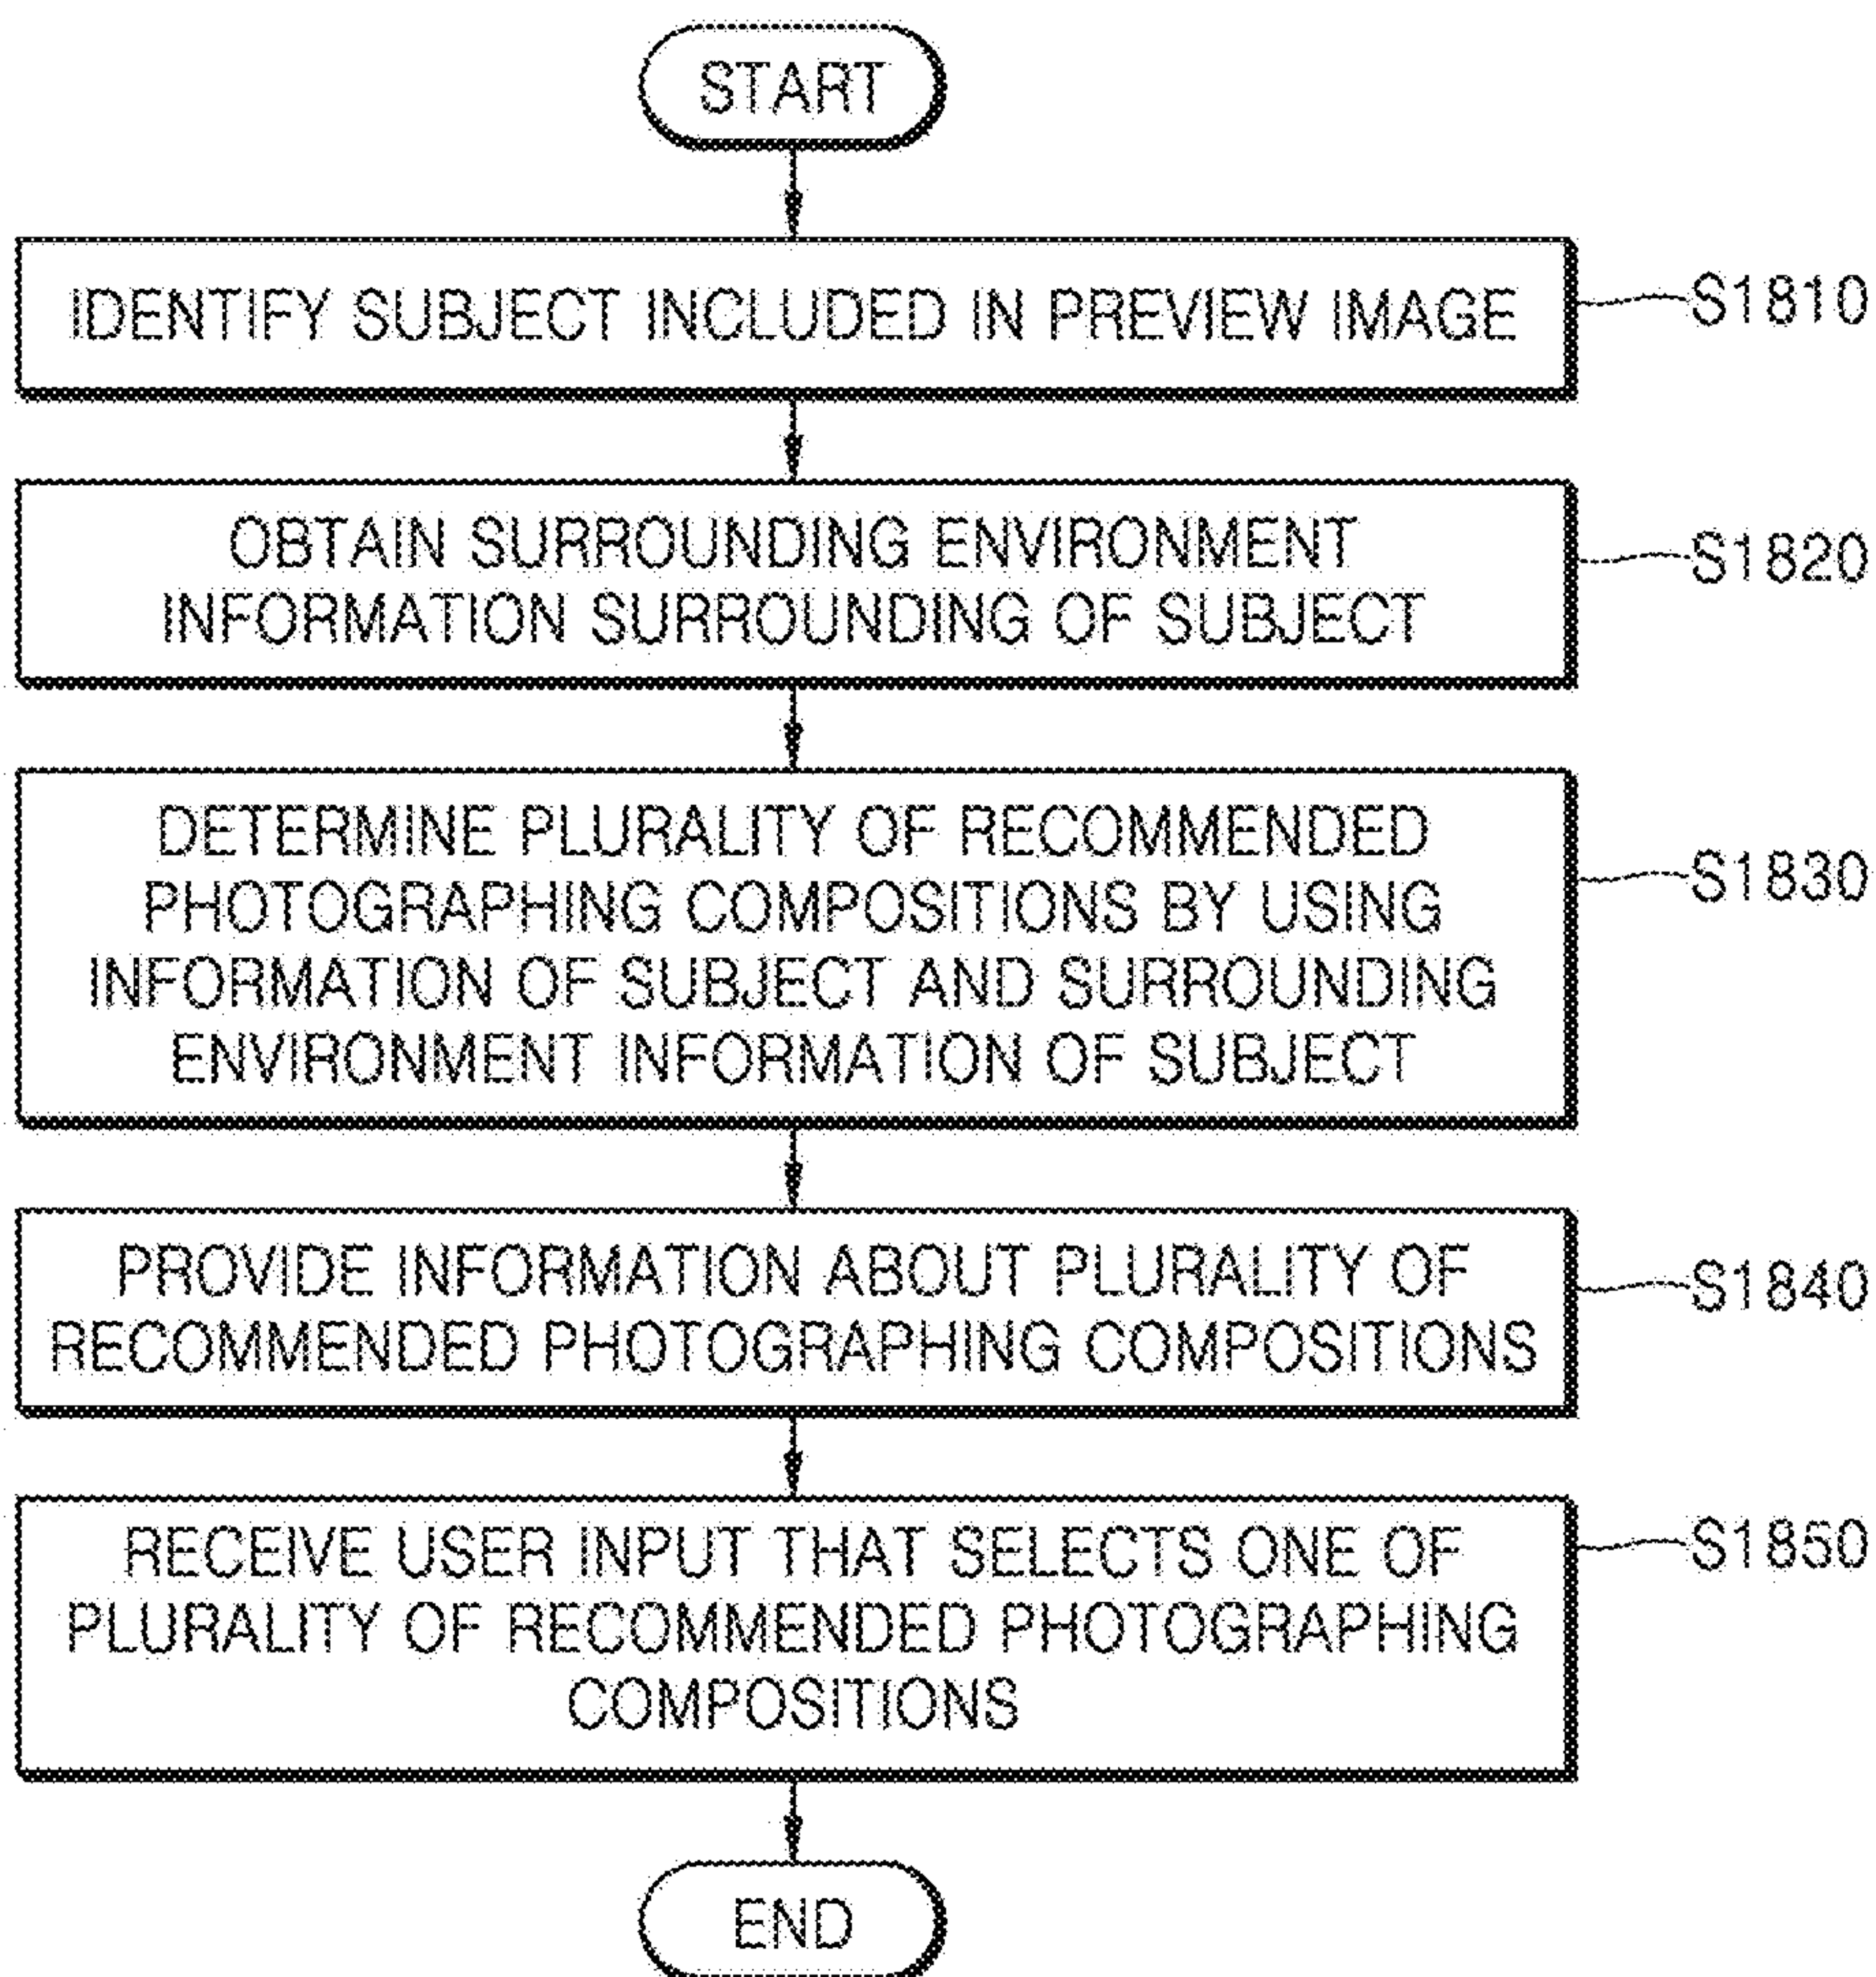 START
IDENTIFY SUBJECT INCLUDED IN PREVIEW IMAGE
S1810
OBTAIN SURROUNDING ENVIRONMENT
INFORMATION SURROUNDING OF SUBJECT
S1820
DETERMINE PLURALITY OF RECOMMENDED
PHOTOGRAPHING COMPOSITIONS BY USING
INFORMATION OF SUBJECT AND SURROUNDING
ENVIRONMENT INFORMATION OF SUBJECT
S1830
PROVIDE INFORMATION ABOUT PLURALITY OF
RECOMMENDED PHOTOGRAPHING COMPOSITIONS
S1840
RECEIVE USER INPUT THAT SELECTS ONE OF
PLURALITY OF RECOMMENDED PHOTOGRAPHING
COMPOSITIONS
S1850
END